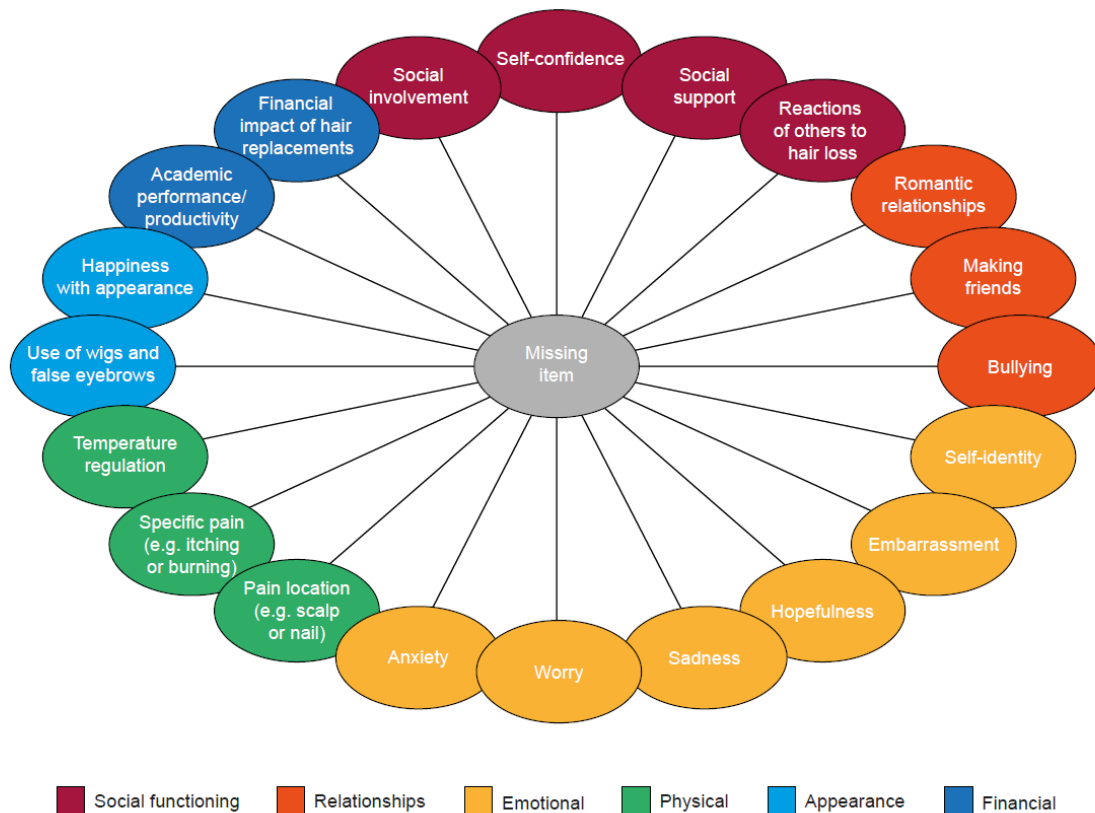 Self-confidence
Social
support
Reactions
of others to
hair loss
Romantic
relationships
Making
friends
Bullying
Self-identity
Embarrassment
Hopefulness
Sadness
Worry
Anxiety
Pain location
(e.g. scalp
or nail)
Specific pain
(e.g. itching
or burning)
Temperature
regulation
Use of wigs and
false eyebrows
Happiness
with appearance
Academic
performance/
productivity
Financial
impact of hair
replacements
Social
involvement
Missing
item
Social functioning
Relationships
Emotional
Physical
Appearance
Financial